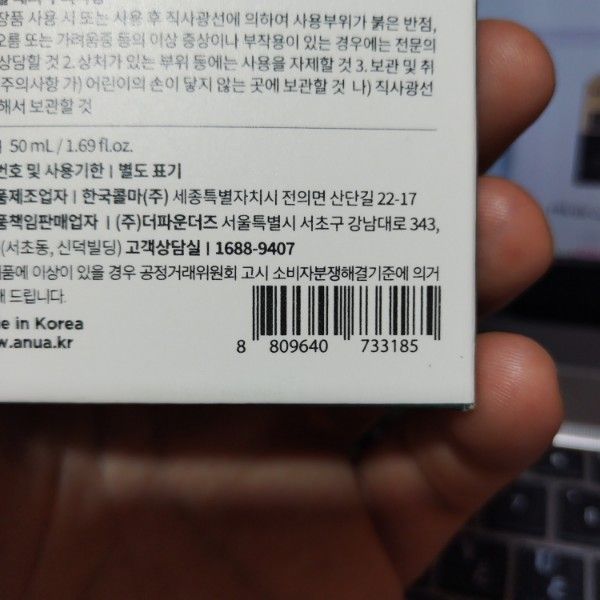 장품 사용 시 또는 사용 후 직사광선에 의하여 사용부위가 붉은 반점,
오름 또는 가려움증 등의 이상 증상이나 부작용이 있는 경우에는 전문의
상담할 것 2. 상처가 있는 부위 등에는 사용을 자제할 것 3. 보관 및 취
주의사항 가) 어린이의 손이 닿지 않는 곳에 보관할 것 나) 직사광선
해서 보관할 것
50 mL / 1.69 fl.oz.
번호 및 사용기한 | 별도 표기
품제조업자 | 한국콜마(주) 세종특별자치시 전의면 산단길 22-17
품책임판매업자 | (주)더파운더즈 서울특별시 서초구 강남대로 343,
(서초동, 신덕빌딩) 고객상담실 | 1688-9407
제품에 이상이 있을 경우 공정거래위원회 고시 소비자분쟁해결기준에 의거
해 드립니다.
e in Korea
w.anua.kr
8 809640 733185